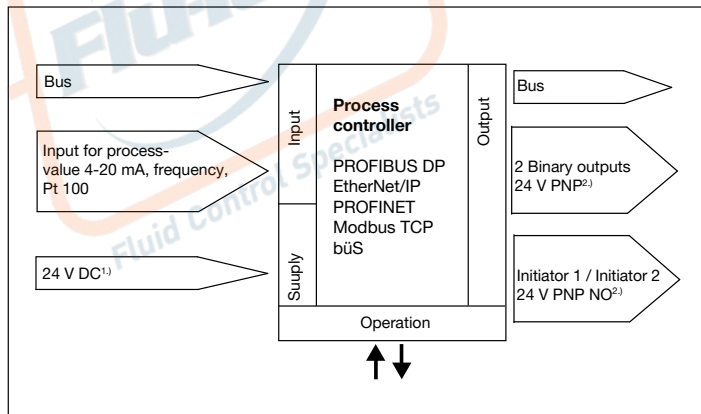 Bus
Input for process-
value 4-20 mA, frequency,
Pt 100
24 V DC1.)
Input
Suuply
Process
controller
PROFIBUS DP
EtherNet/IP
PROFINET
Modbus TCP
büS
Output
Operation
Bus
2 Binary outputs
24 V PNP2.)
Initiator 1 / Initiator 2
24 V PNP NO2.)
Fluid Control Specialists